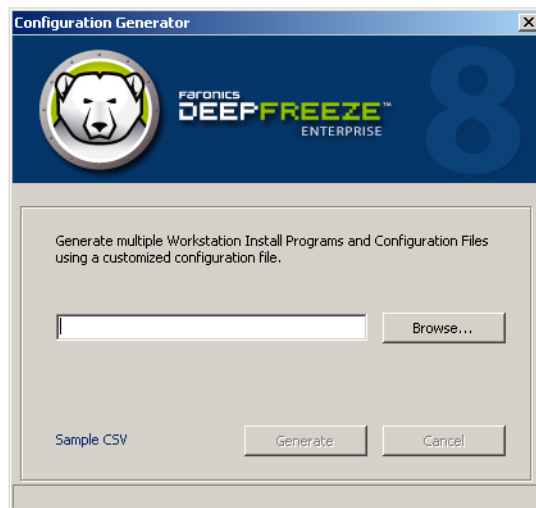 Configuration Generator
Faronics
DEEPFREEZE™
ENTERPRISE
8
Generate multiple Workstation Install Programs and Configuration Files
using a customized configuration file.
Browse...
Sample CSV
Generate
Cancel